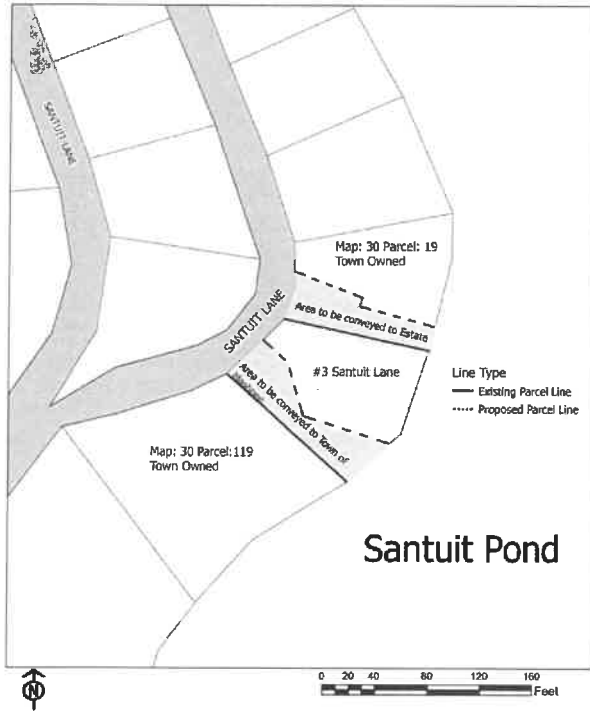 SANTUIT LANE
Map: 30 Parcel: 19
Town Owned
Area to be conveyed to Estate
SANTUIT LANE
#3 Santuit Lane
Line Type
Existing Parcel Line
Proposed Parcel Line
Area to be conveyed to Town of
Map: 30 Parcel:119
Town Owned
Santuit Pond
N
0 20 40 80 120 160
Feet